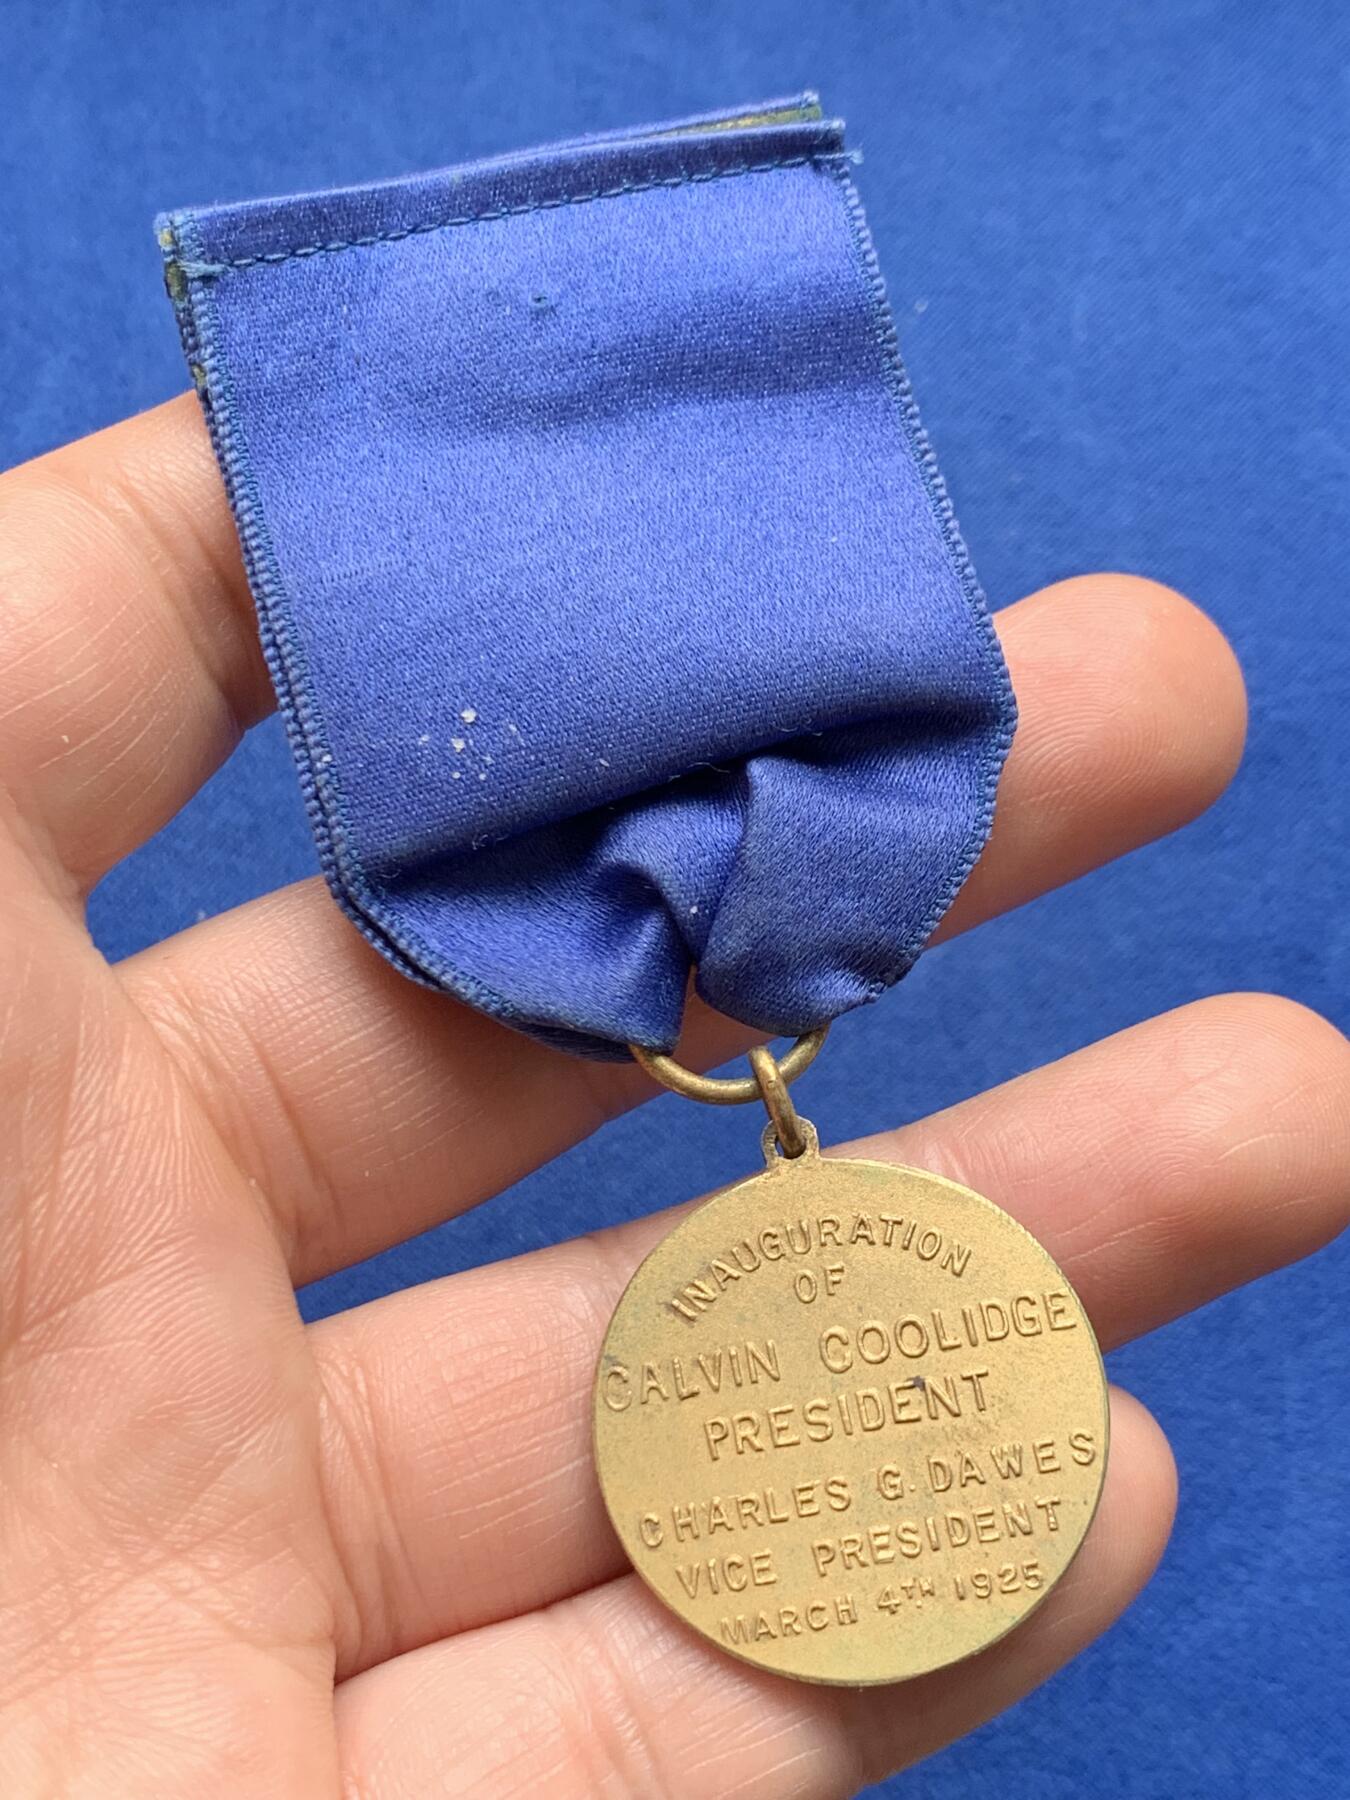 INAUGURATION
OF
CALVIN COOLIDGE
PRESIDENT
CHARLES G. DAWES
VICE PRESIDENT
MARCH 4TH 1925